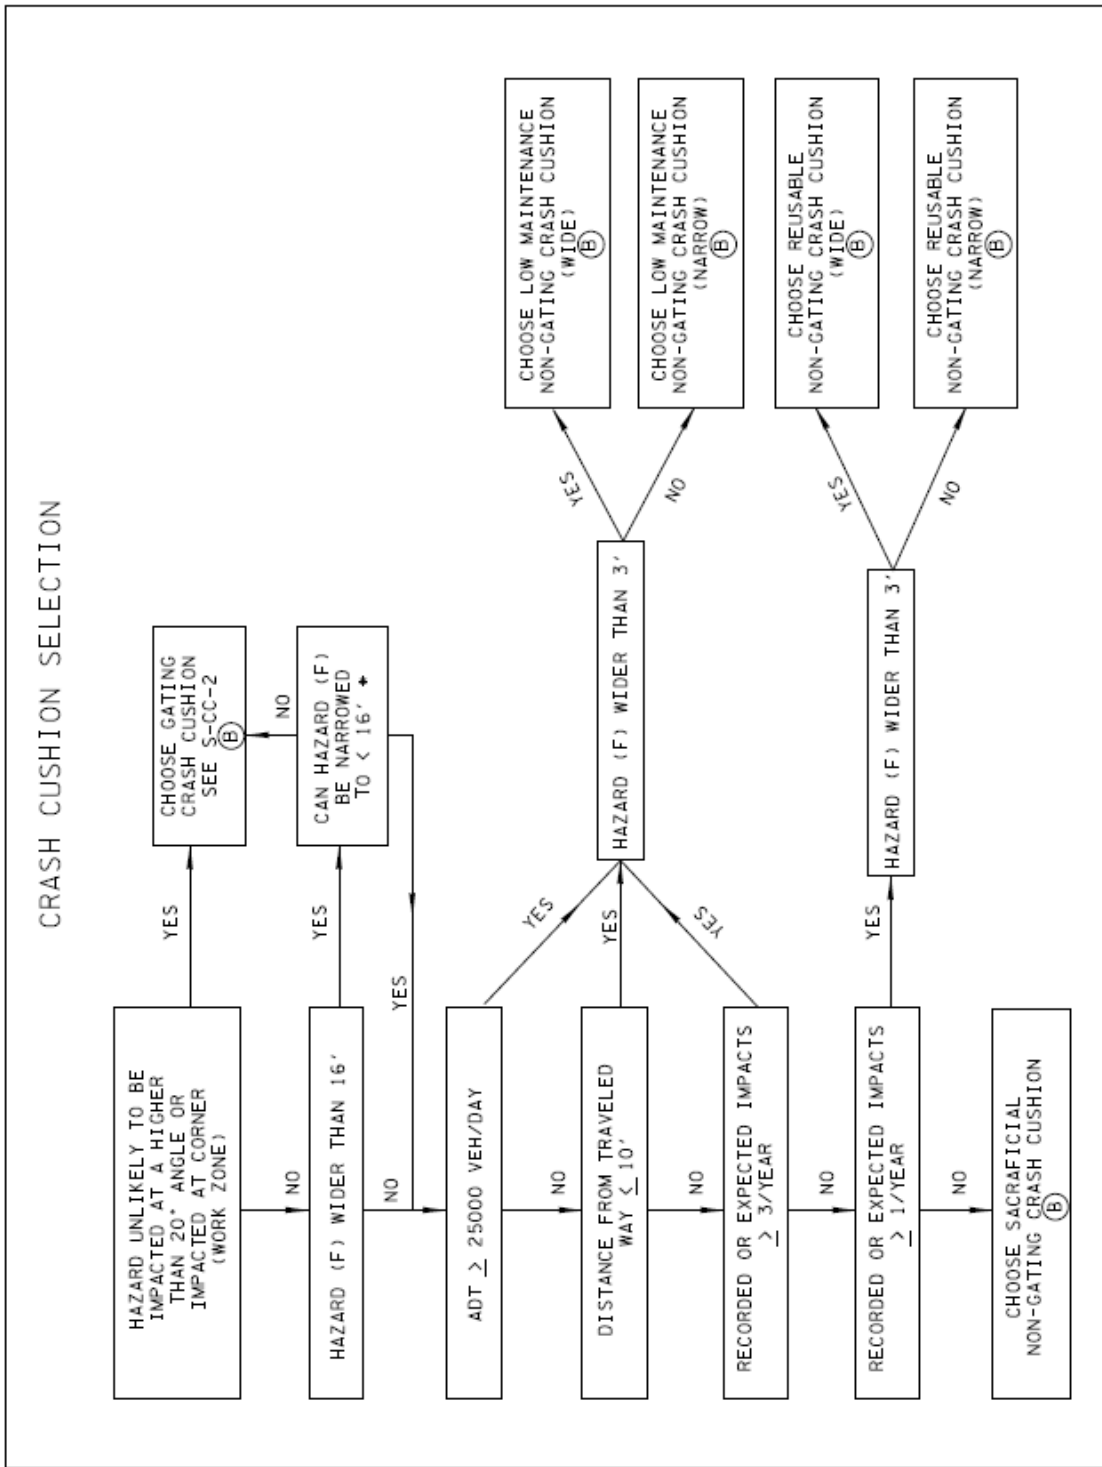 CRASH CUSHION SELECTION
HAZARD UNLIKELY TO BE
IMPACTED AT A HIGHER
THAN 20° ANGLE OR
IMPACTED AT CORNER
(WORK ZONE)
YES
CHOOSE GATING
CRASH CUSHION
SEE S-CC-2
B
NO
NO
HAZARD (F) WIDER THAN 16'
YES
CAN HAZARD (F)
BE NARROWED
TO < 16' *
NO
YES
ADT ≥ 25000 VEH/DAY
YES
NO
DISTANCE FROM TRAVELED
WAY ≤ 10'
YES
NO
RECORDED OR EXPECTED IMPACTS
≥ 3/YEAR
YES
NO
RECORDED OR EXPECTED IMPACTS
≥ 1/YEAR
YES
NO
CHOOSE SACRAFICIAL
NON-GATING CRASH CUSHION
B
HAZARD (F) WIDER THAN 3'
YES
NO
CHOOSE LOW MAINTENANCE
NON-GATING CRASH CUSHION
(WIDE)
B
CHOOSE LOW MAINTENANCE
NON-GATING CRASH CUSHION
(NARROW)
B
HAZARD (F) WIDER THAN 3'
YES
NO
CHOOSE REUSABLE
NON-GATING CRASH CUSHION
(WIDE)
B
CHOOSE REUSABLE
NON-GATING CRASH CUSHION
(NARROW)
B